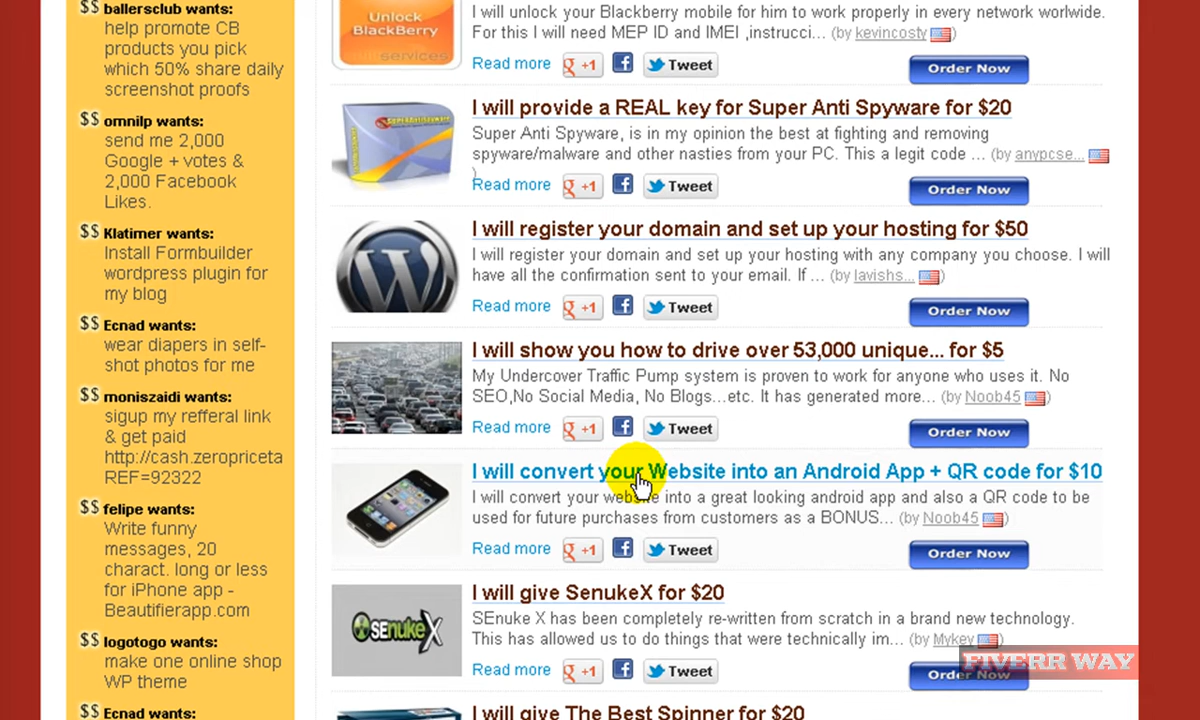 $$ ballersclub wants:
help promote CB
products you pick
which 50% share daily
screenshot proofs
$$ omnilp wants:
send me 2,000
Google + votes &
2,000 Facebook
Likes.
$$ Klatimer wants:
Install Formbuilder
wordpress plugin for
my blog
$$ Ecnad wants:
wear diapers in self-
shot photos for me
$$ moniszaidi wants:
sigup my refferal link
& get paid
http://cash.zeropriceta
REF=92322
$$ felipe wants:
Write funny
messages, 20
charact. long or less
for iPhone app -
Beautifierapp.com
$$ logotogo wants:
make one online shop
WP theme
$$ Ecnad wants:
Unlock
BlackBerry
services
I will unlock your Blackberry mobile for him to work properly in every network worlwide.
For this I will need MEP ID and IMEI ,instrucci... (by kevincosty )
Read more g +1 f Tweet Order Now
I will provide a REAL key for Super Anti Spyware for $20
Super Anti Spyware, is in my opinion the best at fighting and removing
spyware/malware and other nasties from your PC. This a legit code ... (by anypcse...
)
Read more g +1 f Tweet Order Now
I will register your domain and set up your hosting for $50
I will register your domain and set up your hosting with any company you choose. I will
have all the confirmation sent to your email. If ... (by lavishs... )
Read more g +1 f Tweet Order Now
I will show you how to drive over 53,000 unique... for $5
My Undercover Traffic Pump system is proven to work for anyone who uses it. No
SEO,No Social Media, No Blogs...etc. It has generated more... (by Noob45 )
Read more g +1 f Tweet Order Now
I will convert your Website into an Android App + QR code for $10
I will convert your website into a great looking android app and also a QR code to be
used for future purchases from customers as a BONUS... (by Noob45 )
Read more g +1 f Tweet Order Now
SEnukeX
I will give SenukeX for $20
SEnuke X has been completely re-written from scratch in a brand new technology.
This has allowed us to do things that were technically im... (by Mykey )
Read more g +1 f Tweet Order Now
FIVERR WAY
I will give The Best Spinner for $20